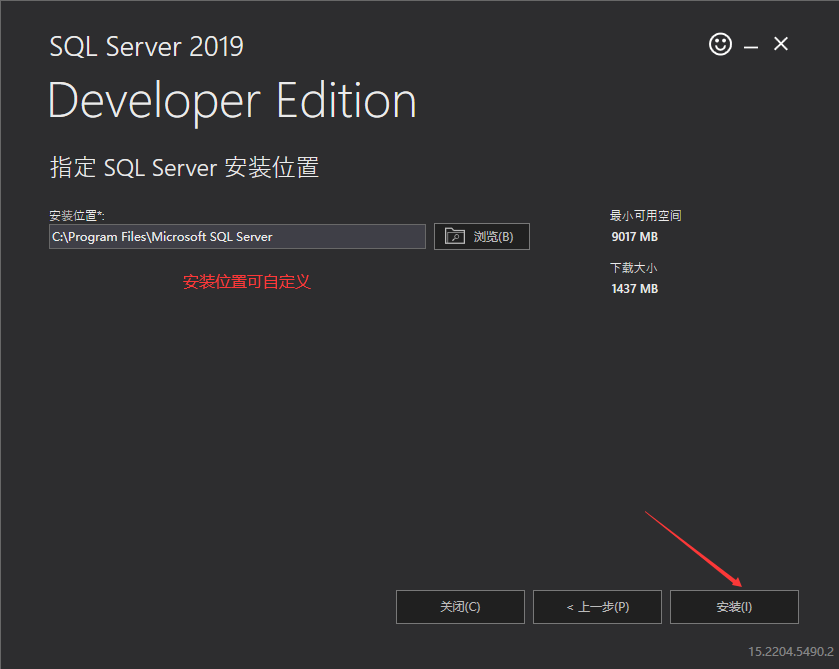 SQL Server 2019
Developer Edition
指定 SQL Server 安装位置
安装位置*:
C:\Program Files\Microsoft SQL Server
浏览(B)
安装位置可自定义
最小可用空间
9017 MB
下载大小
1437 MB
关闭(C)
< 上一步(P)
安装(I)
15.2204.5490.2